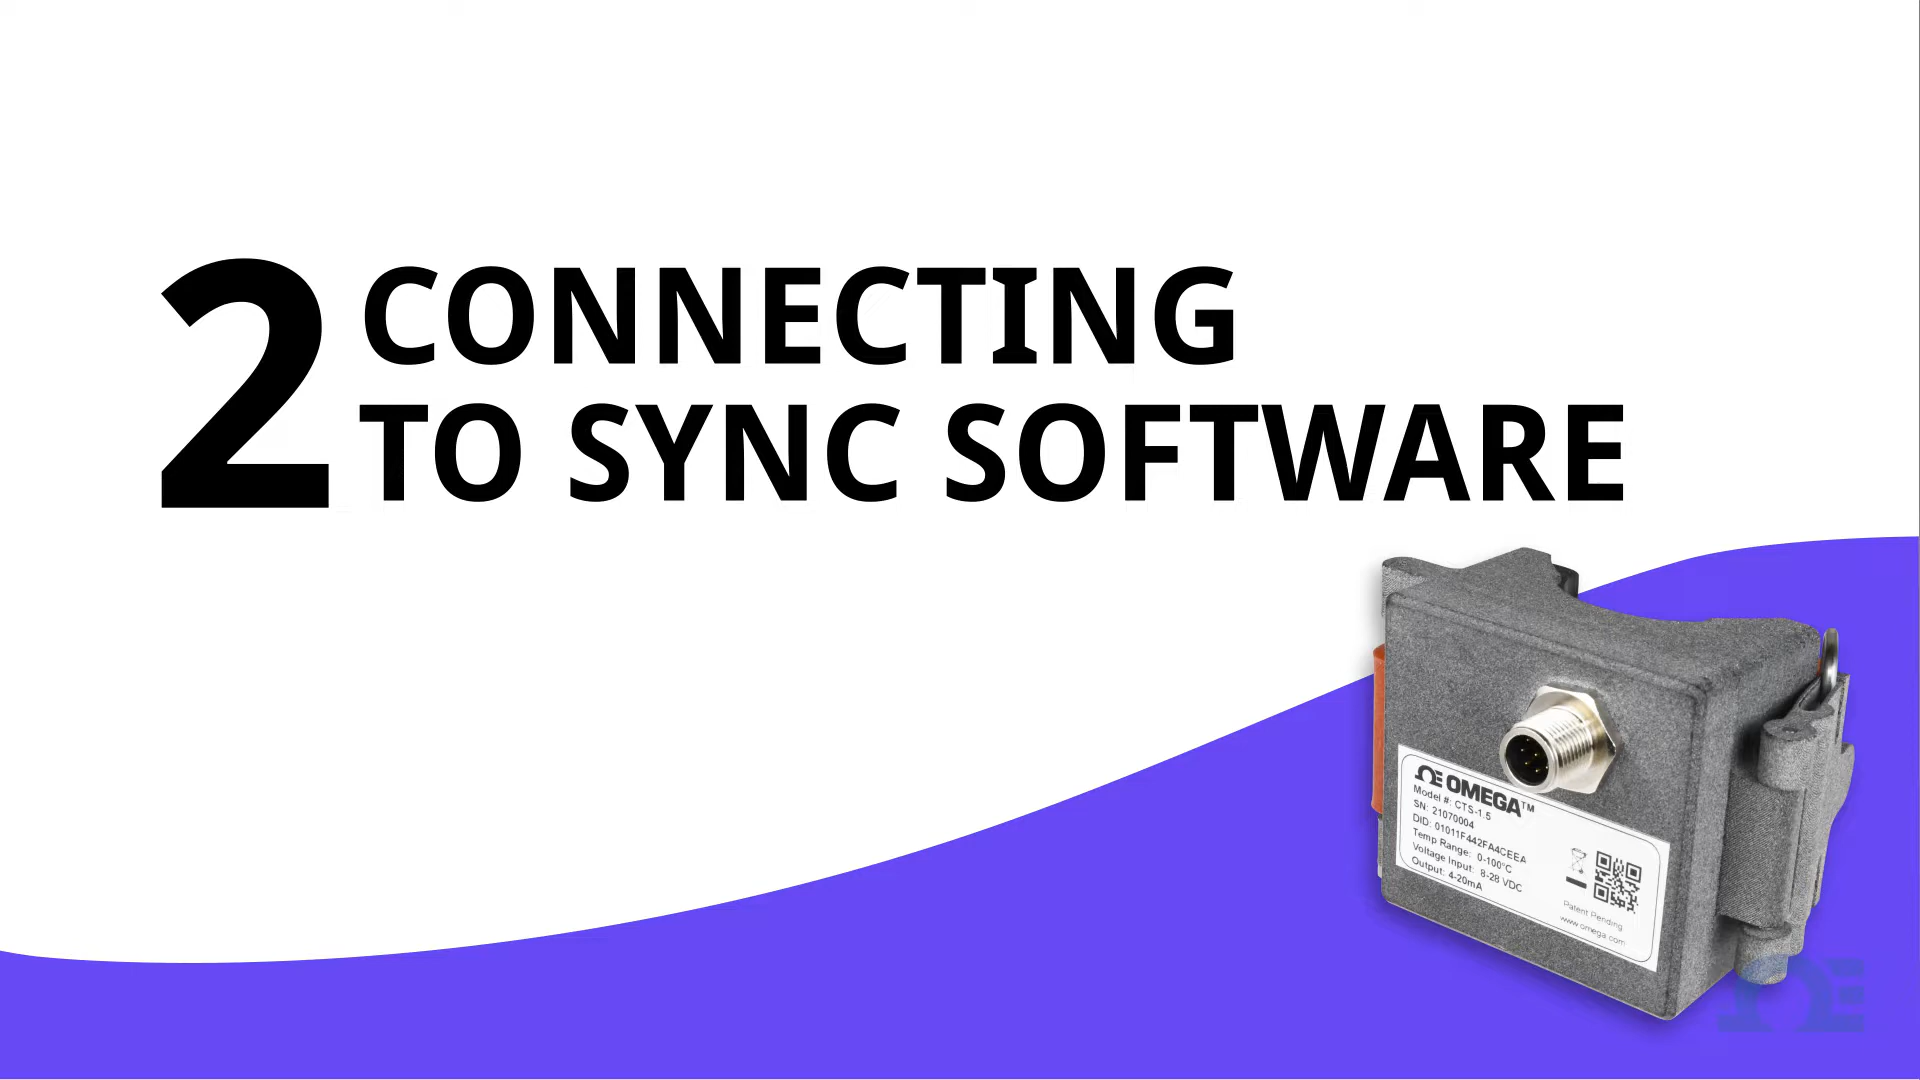 2 CONNECTING
TO SYNC SOFTWARE
OMEGA™
Model #: CTS-1.5
SN: 21070004
DID: 01011F442FA4CEEA
Temp Range: 0-100°C
Voltage Input: 8-28 VDC
Output: 4-20mA
Patent Pending
www.omega.com